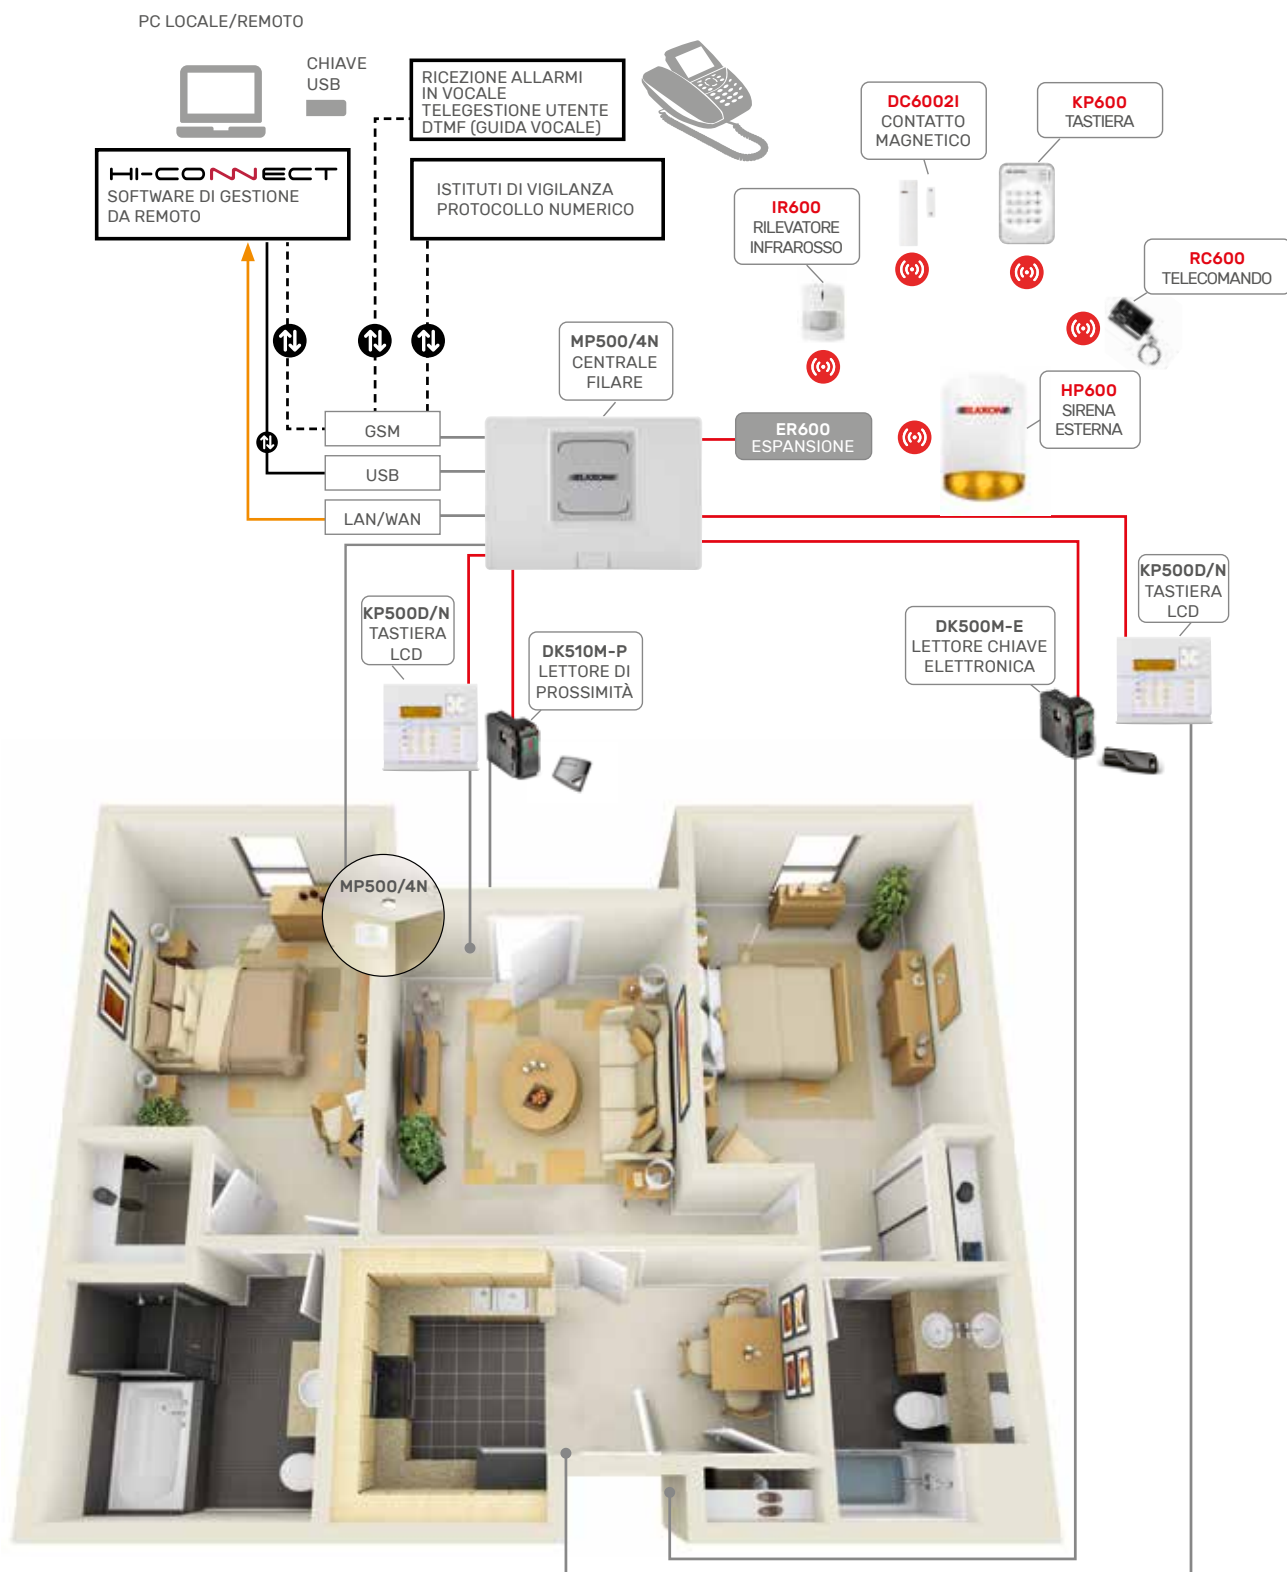 PC LOCALE/REMOTO
CHIAVE
USB
RICEZIONE ALLARMI
IN VOCALE
TELEGESTIONE UTENTE
DTMF (GUIDA VOCALE)
HI-CONNECT
SOFTWARE DI GESTIONE
DA REMOTO
ISTITUTI DI VIGILANZA
PROTOCOLLO NUMERICO
DC6002I
CONTATTO
MAGNETICO
KP600
TASTIERA
IR600
RILEVATORE
INFRAROSSO
RC600
TELECOMANDO
MP500/4N
CENTRALE
FILARE
HP600
SIRENA
ESTERNA
ELKRON
GSM
USB
LAN/WAN
ELKRON
ER600
ESPANSIONE
KP500D/N
TASTIERA
LCD
DK510M-P
LETTORE DI
PROSSIMITÀ
DK500M-E
LETTORE CHIAVE
ELETTRONICA
KP500D/N
TASTIERA
LCD
MP500/4N